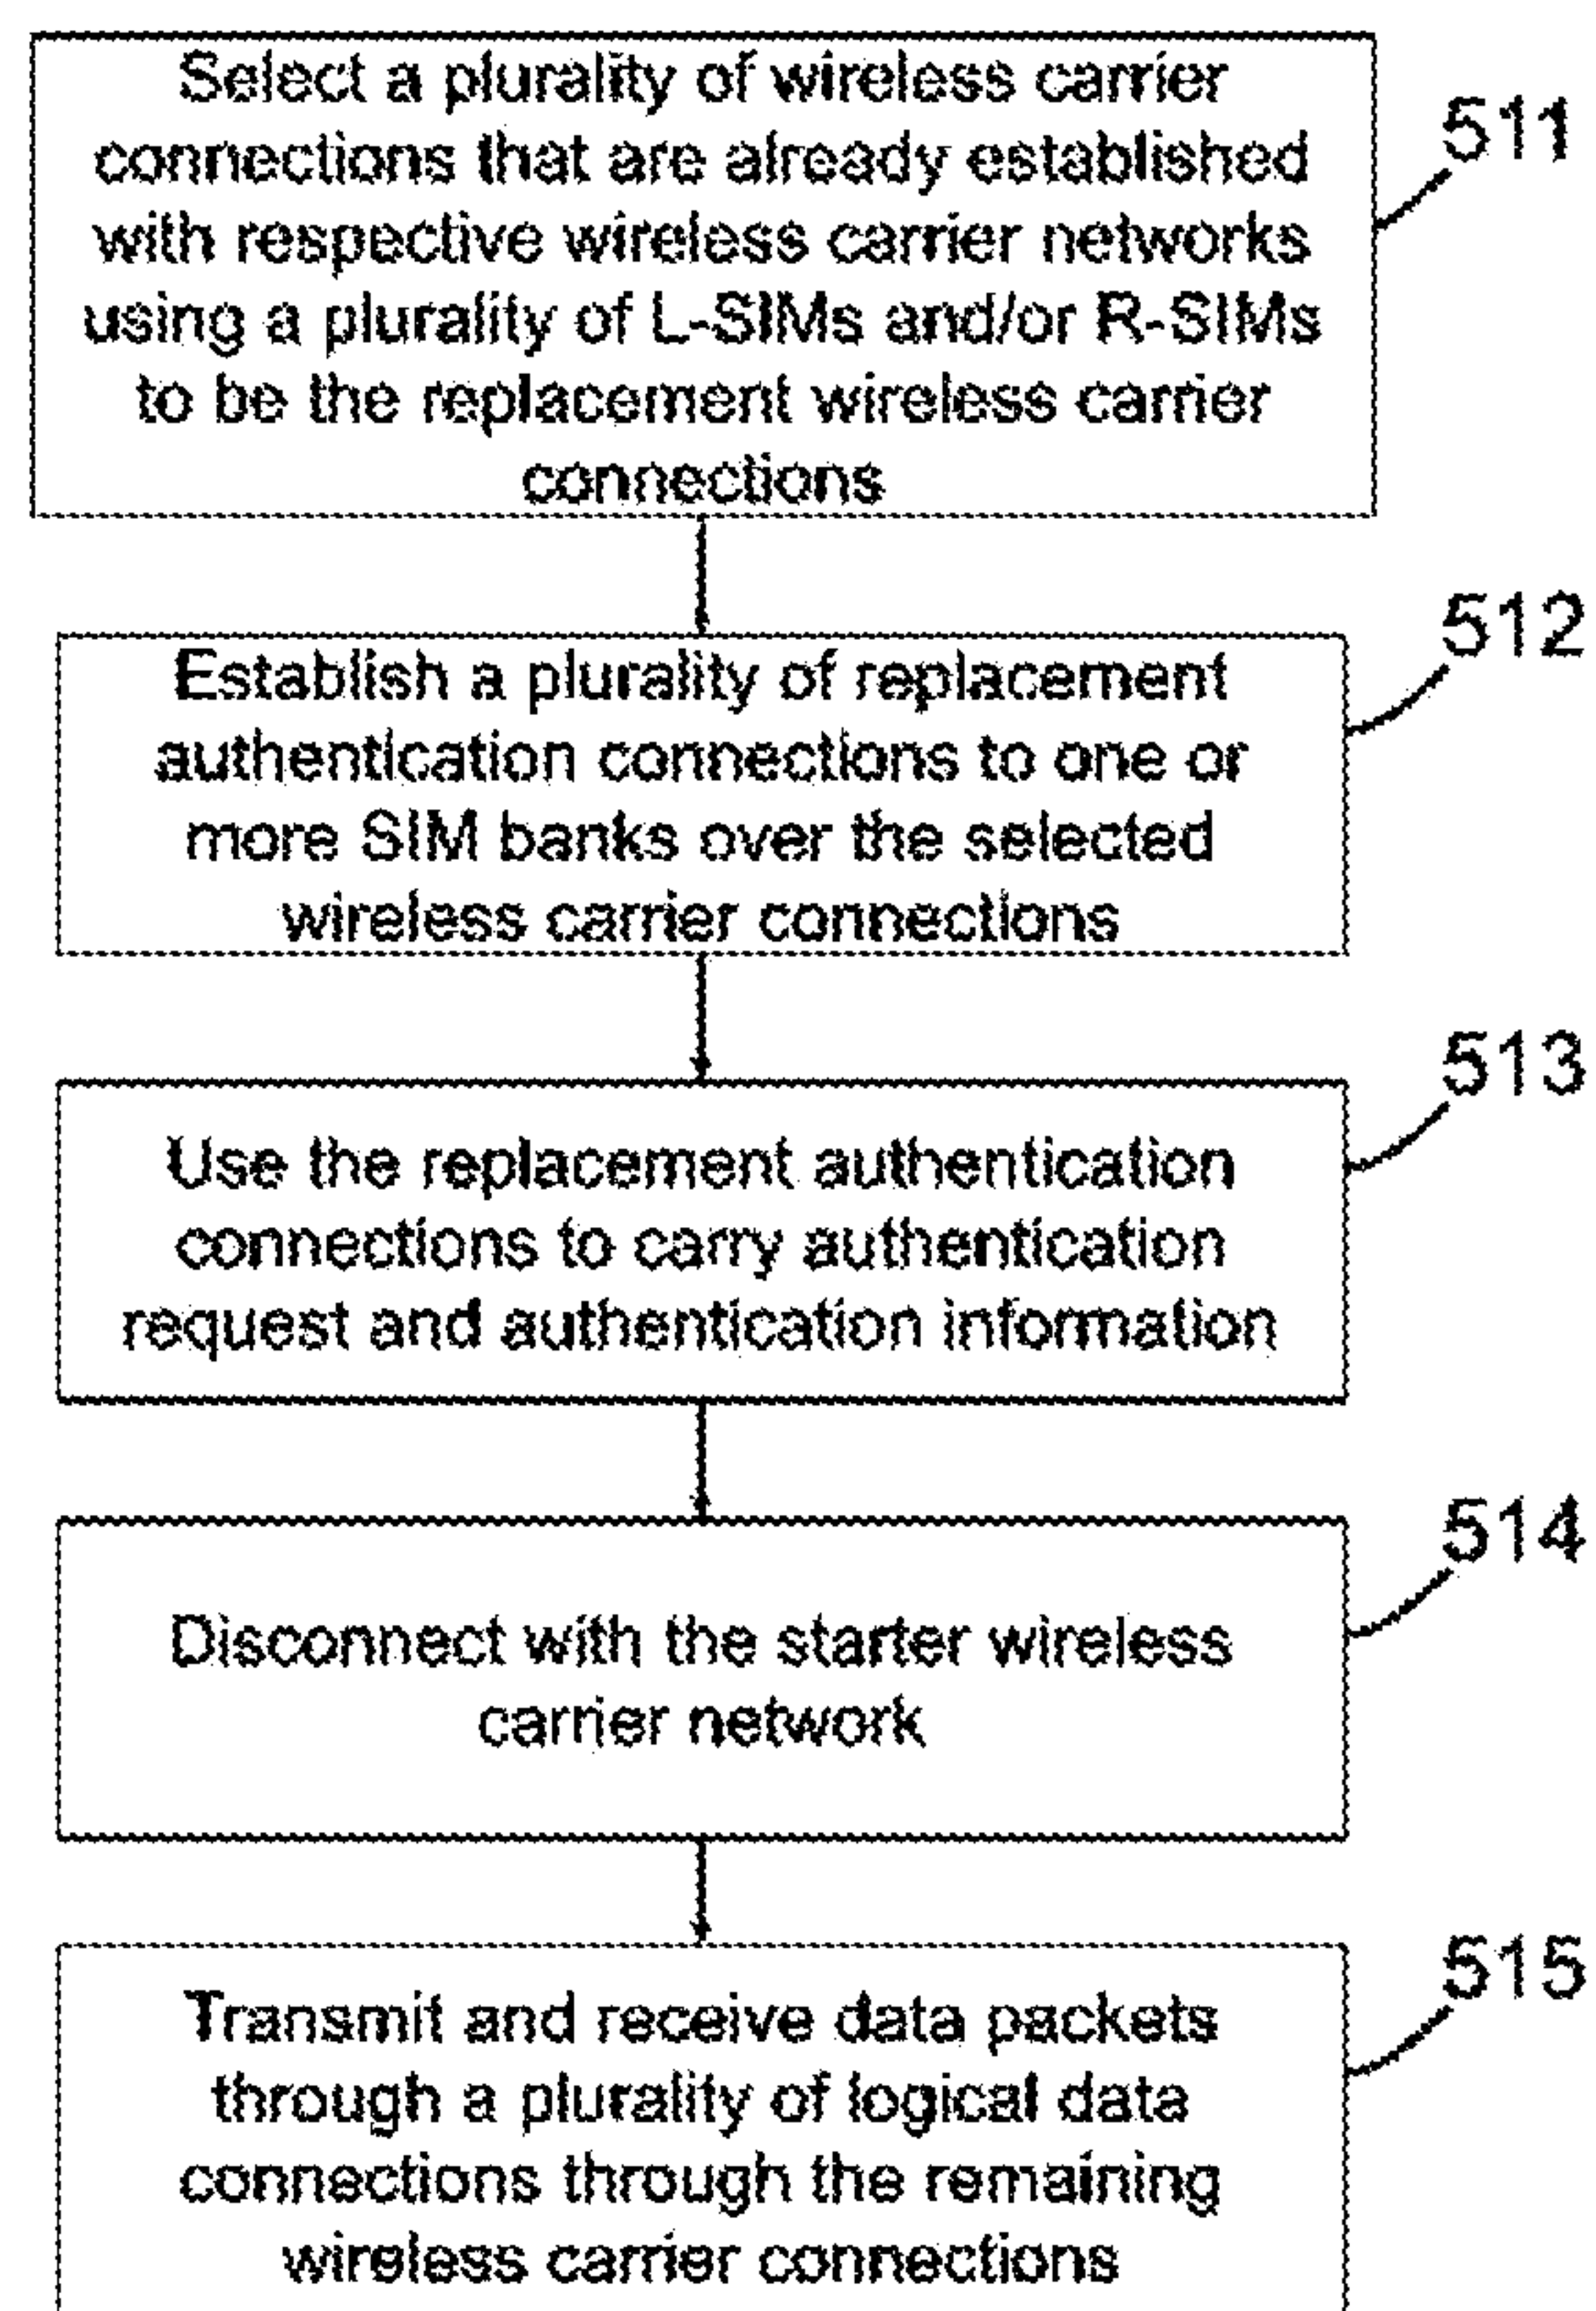 Select a plurality of wireless carrier
connections that are already established
with respective wireless carrier networks
using a plurality of L-SIMs and/or R-SIMs
to be the replacement wireless carrier
connections
511
Establish a plurality of replacement
authentication connections to one or
more SIM banks over the selected
wireless carrier connections
512
Use the replacement authentication
connections to carry authentication
request and authentication information
513
Disconnect with the starter wireless
carrier network
514
Transmit and receive data packets
through a plurality of logical data
connections through the remaining
wireless carrier connections
515